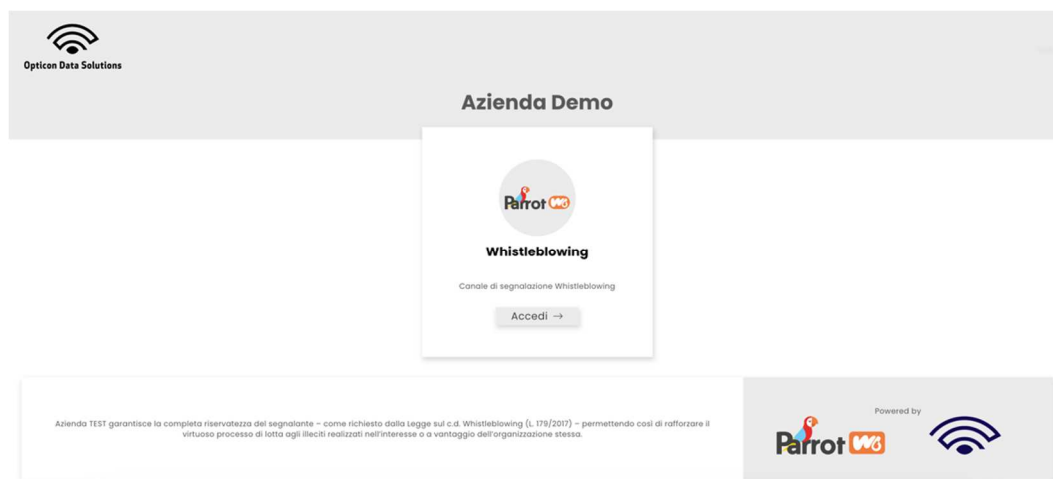 Opticon Data Solutions
Azienda Demo
Parrot WB
Whistleblowing
Canale di segnalazione Whistleblowing
Accedi →
Azienda TEST garantisce la completa riservatezza del segnalante – come richiesto dalla Legge sul c.d. Whistleblowing (L. 179/2017) – permettendo così di rafforzare il
virtuoso processo di lotta agli illeciti realizzati nell'interesse o a vantaggio dell'organizzazione stessa.
Powered by
Parrot WB